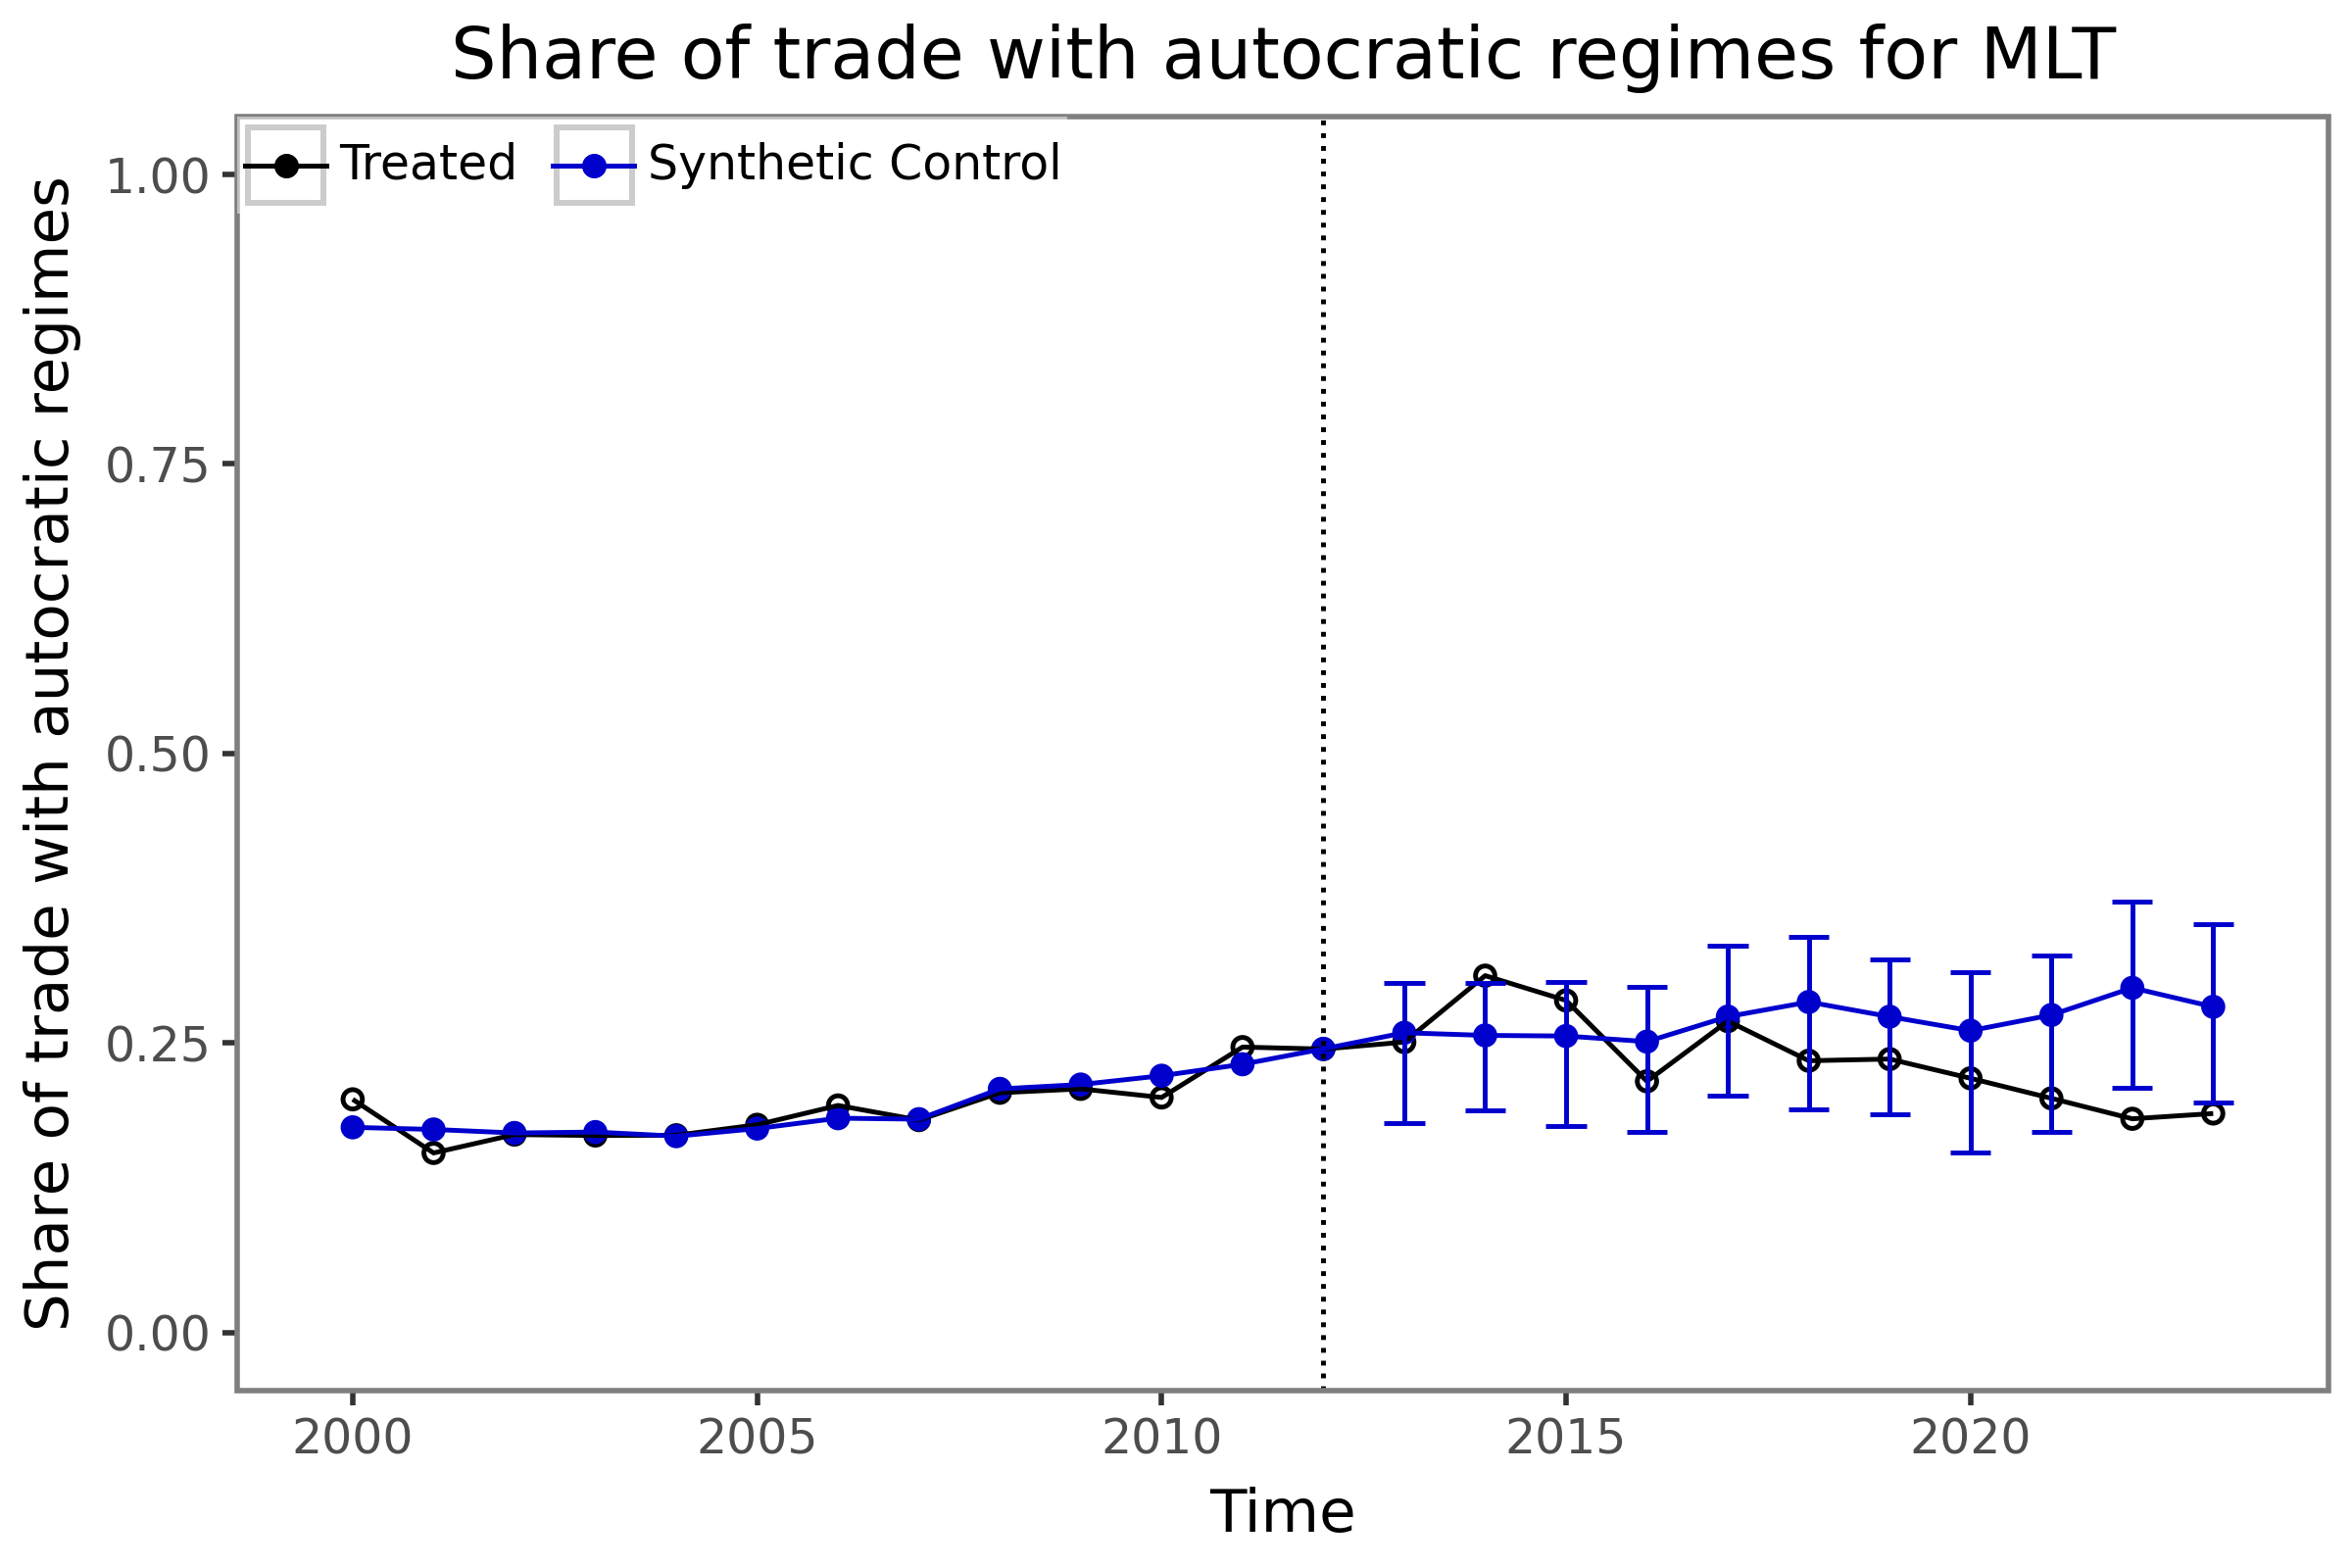 Share of trade with autocratic regimes for MLT
Treated
Synthetic Control
Share of trade with autocratic regimes
1.00
0.75
0.50
0.25
0.00
2000
2005
2010
2015
2020
Time